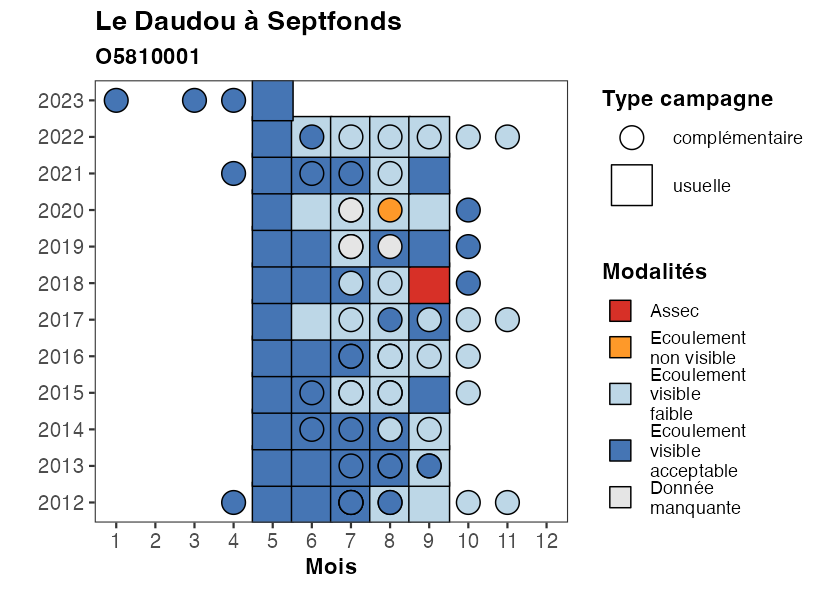 Le Daudou à Septfonds
O5810001
2023
2022
2021
2020
2019
2018
2017
2016
2015
2014
2013
2012
1 2 3 4 5 6 7 8 9 10 11 12
Mois
Type campagne
complémentaire
usuelle
Modalités
Assec
Ecoulement
non visible
Ecoulement
visible
faible
Ecoulement
visible
acceptable
Donnée
manquante